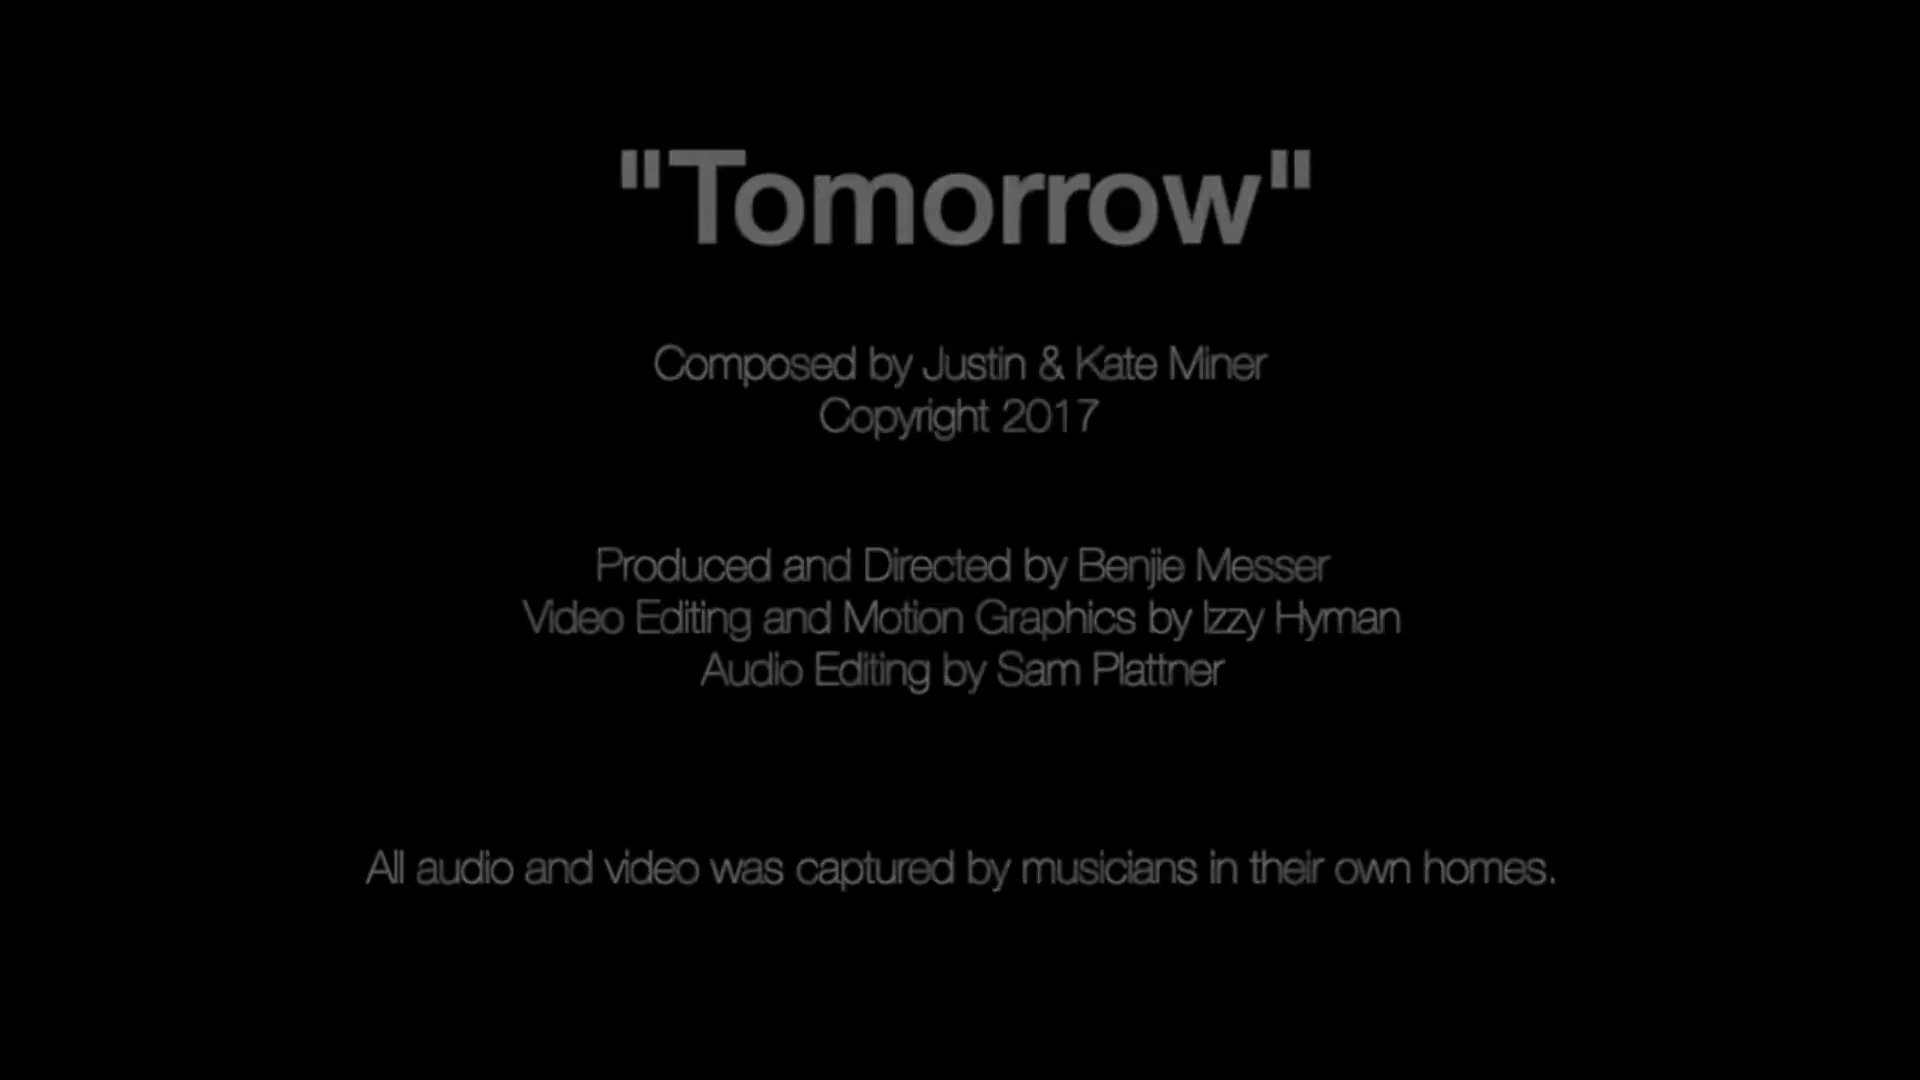 "Tomorrow"
Composed by Justin & Kate Miner
Copyright 2017
Produced and Directed by Benjie Messer
Video Editing and Motion Graphics by Izzy Hyman
Audio Editing by Sam Plattner
All audio and video was captured by musicians in their own homes.